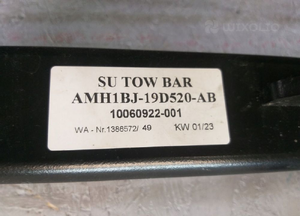 SU TOW BAR
AMH1BJ-19D520-AB
10060922-001
WA - Nr.1386572/ 49
KW 01/23